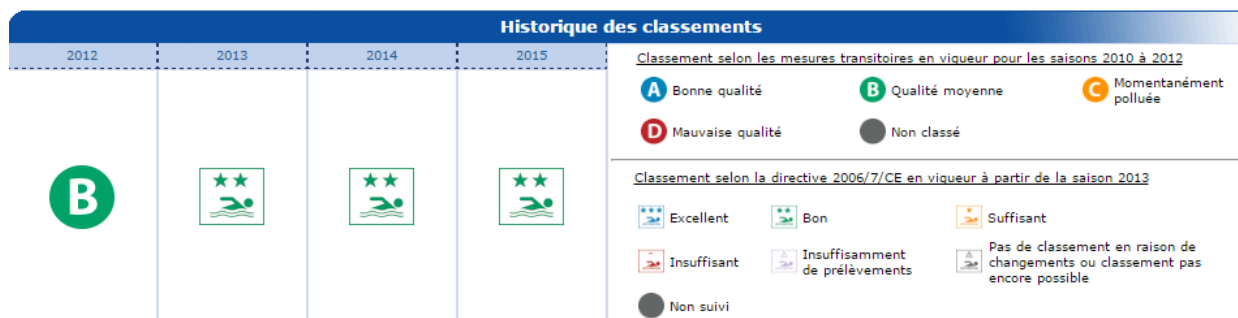 Historique des classements
2012 2013 2014 2015
B
Classement selon les mesures transitoires en vigueur pour les saisons 2010 à 2012
A Bonne qualité
B Qualité moyenne
C Momentanément
polluée
D Mauvaise qualité
Non classé
Classement selon la directive 2006/7/CE en vigueur à partir de la saison 2013
Excellent
Bon
Suffisant
Insuffisant
Insuffisamment
de prélèvements
Pas de classement en raison de
changements ou classement pas
encore possible
Non suivi